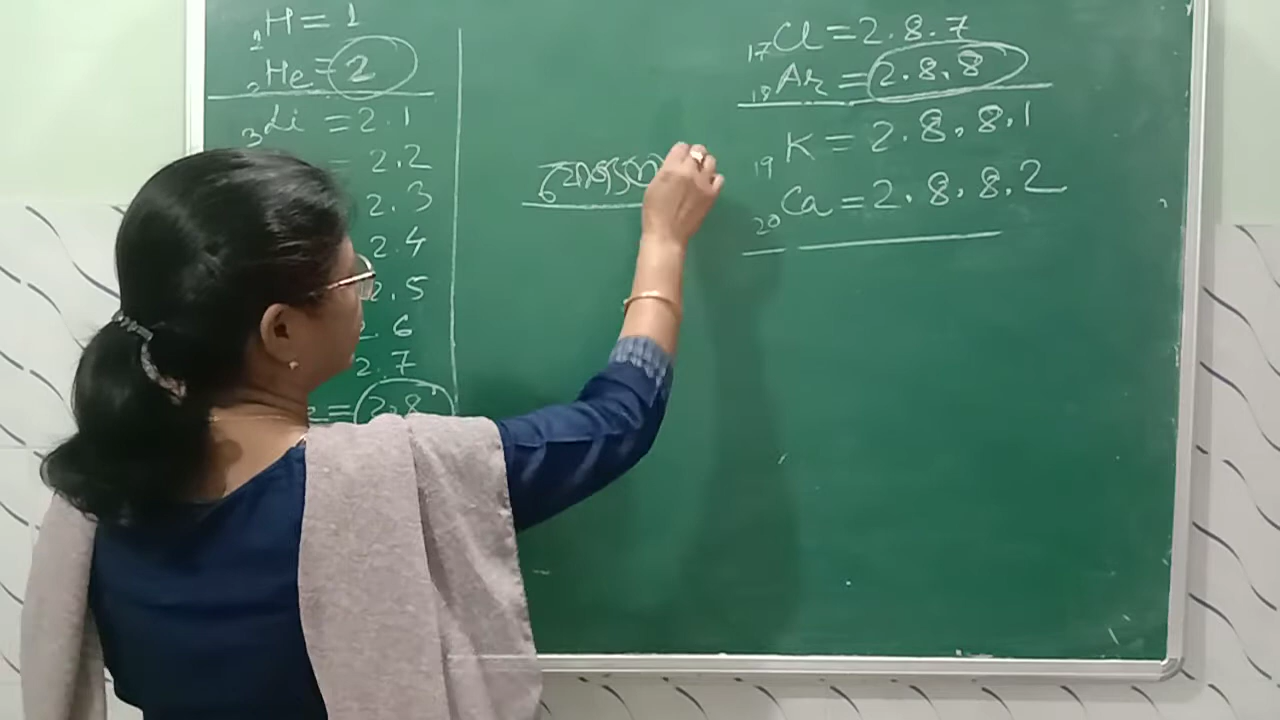 1H = 1
2He = 2
3Li = 2.1
= 2.2
2.3
2.4
2.5
2.6
2.7
e = 2.8
17Cl = 2.8.7
18Ar = 2.8.8
19K = 2.8.8.1
20Ca = 2.8.8.2